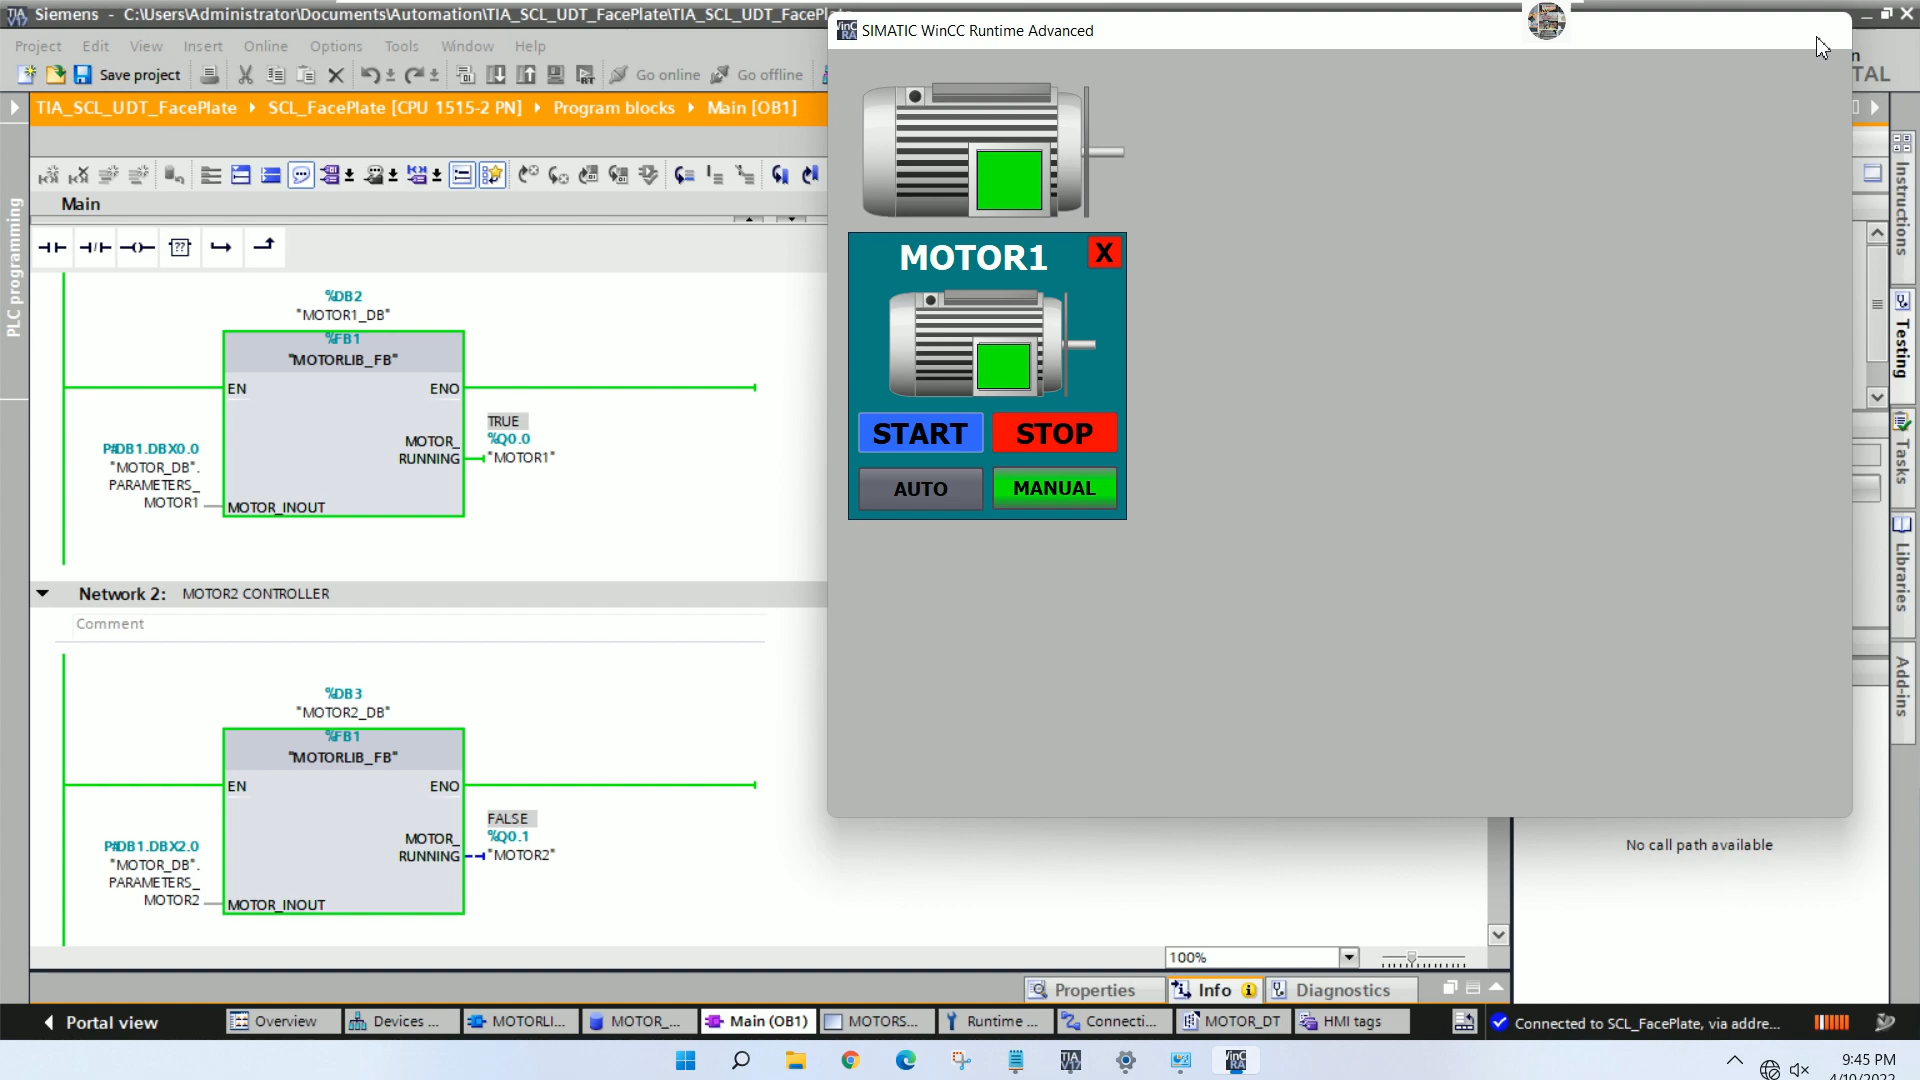 Siemens - C:\Users\Administrator\Documents\Automation\TIA_SCL_UDT_FacePlate\TIA_SCL_UDT_FacePla
SIMATIC WinCC Runtime Advanced
Project Edit View Insert Online Options Tools Window Help
Save project Go online Go offline
TAL
TIA_SCL_UDT_FacePlate SCL_FacePlate [CPU 1515-2 PN] Program blocks Main [OB1]
Main
PLC programming
%DB2
"MOTOR1_DB"
%FB1
"MOTORLIB_FB"
EN ENO
TRUE
%Q0.0
"MOTOR1"
MOTOR_
RUNNING
P#DB1.DBX0.0
"MOTOR_DB".
PARAMETERS_
MOTOR1
MOTOR_INOUT
Network 2: MOTOR2 CONTROLLER
Comment
%DB3
"MOTOR2_DB"
%FB1
"MOTORLIB_FB"
EN ENO
FALSE
%Q0.1
"MOTOR2"
MOTOR_
RUNNING
P#DB1.DBX2.0
"MOTOR_DB".
PARAMETERS_
MOTOR2
MOTOR_INOUT
MOTOR1 X
START STOP
AUTO MANUAL
Instructions
Testing
Tasks
Libraries
Add-ins
No call path available
100%
Properties Info Diagnostics
Portal view Overview Devices ... MOTORLI... MOTOR_... Main (OB1) MOTORS... Runtime ... Connecti... MOTOR_DT HMI tags Connected to SCL_FacePlate, via addre...
9:45 PM
4/10/2022